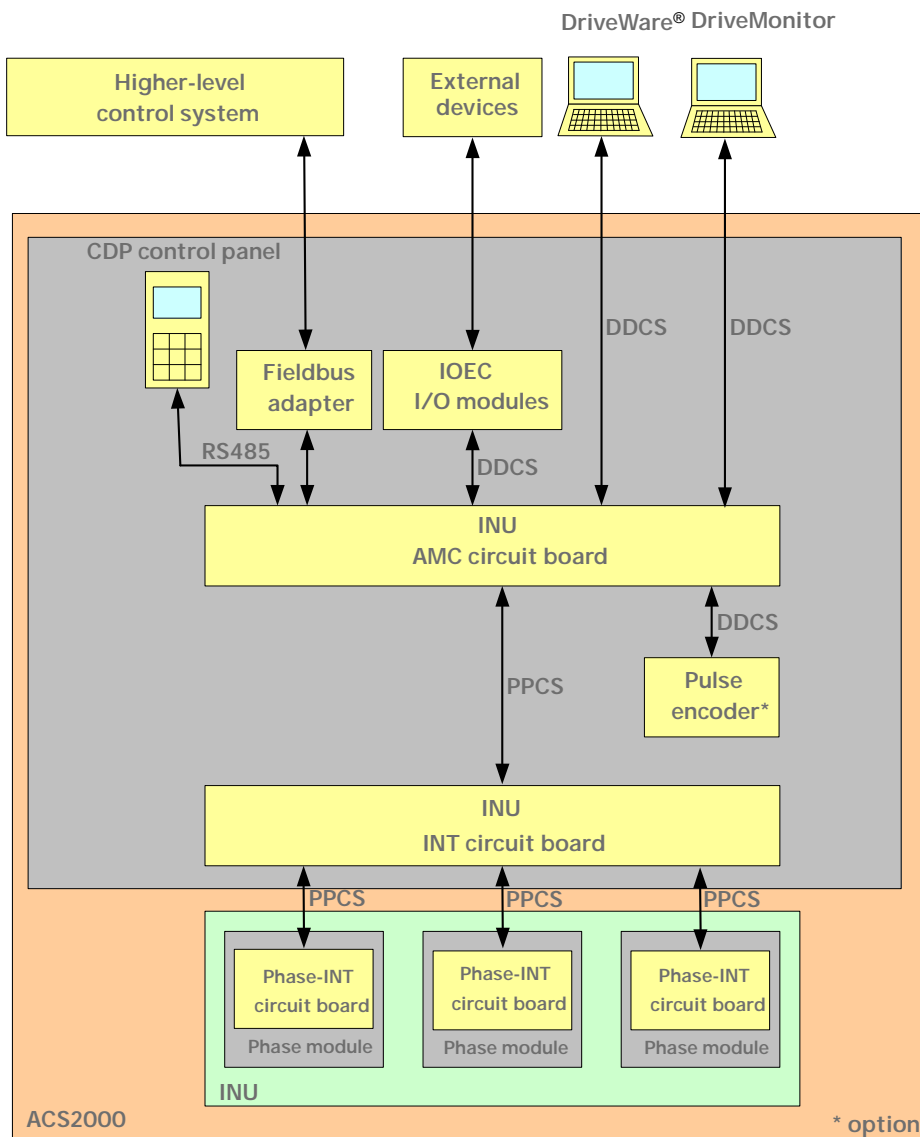 DriveWare® DriveMonitor
Higher-level
control system
External
devices
CDP control panel
DDCS
DDCS
Fieldbus
adapter
IOEC
I/O modules
RS485
DDCS
INU
AMC circuit board
DDCS
PPCS
Pulse
encoder*
INU
INT circuit board
PPCS
PPCS
PPCS
Phase-INT
circuit board
Phase module
Phase-INT
circuit board
Phase module
Phase-INT
circuit board
Phase module
INU
ACS2000
* option